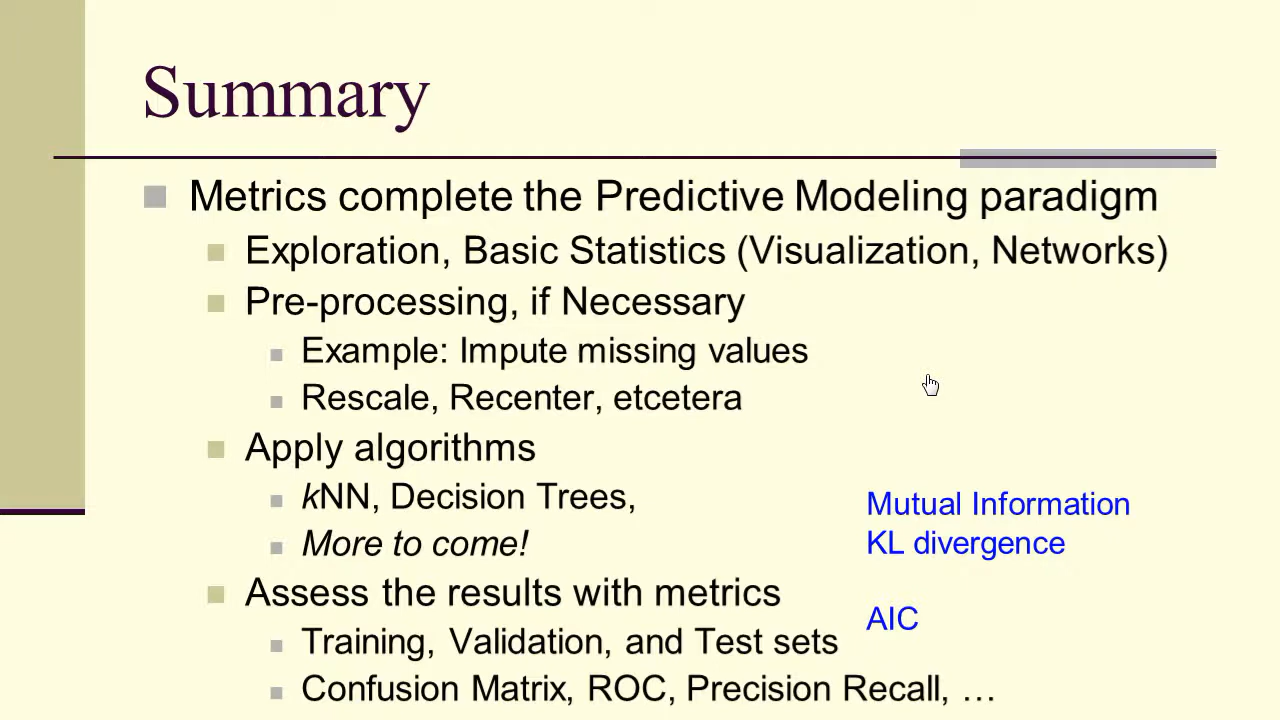 Summary
Metrics complete the Predictive Modeling paradigm
Exploration, Basic Statistics (Visualization, Networks)
Pre-processing, if Necessary
Example: Impute missing values
Rescale, Recenter, etcetera
Apply algorithms
kNN, Decision Trees,
More to come!
Mutual Information
KL divergence
Assess the results with metrics
AIC
Training, Validation, and Test sets
Confusion Matrix, ROC, Precision Recall, …